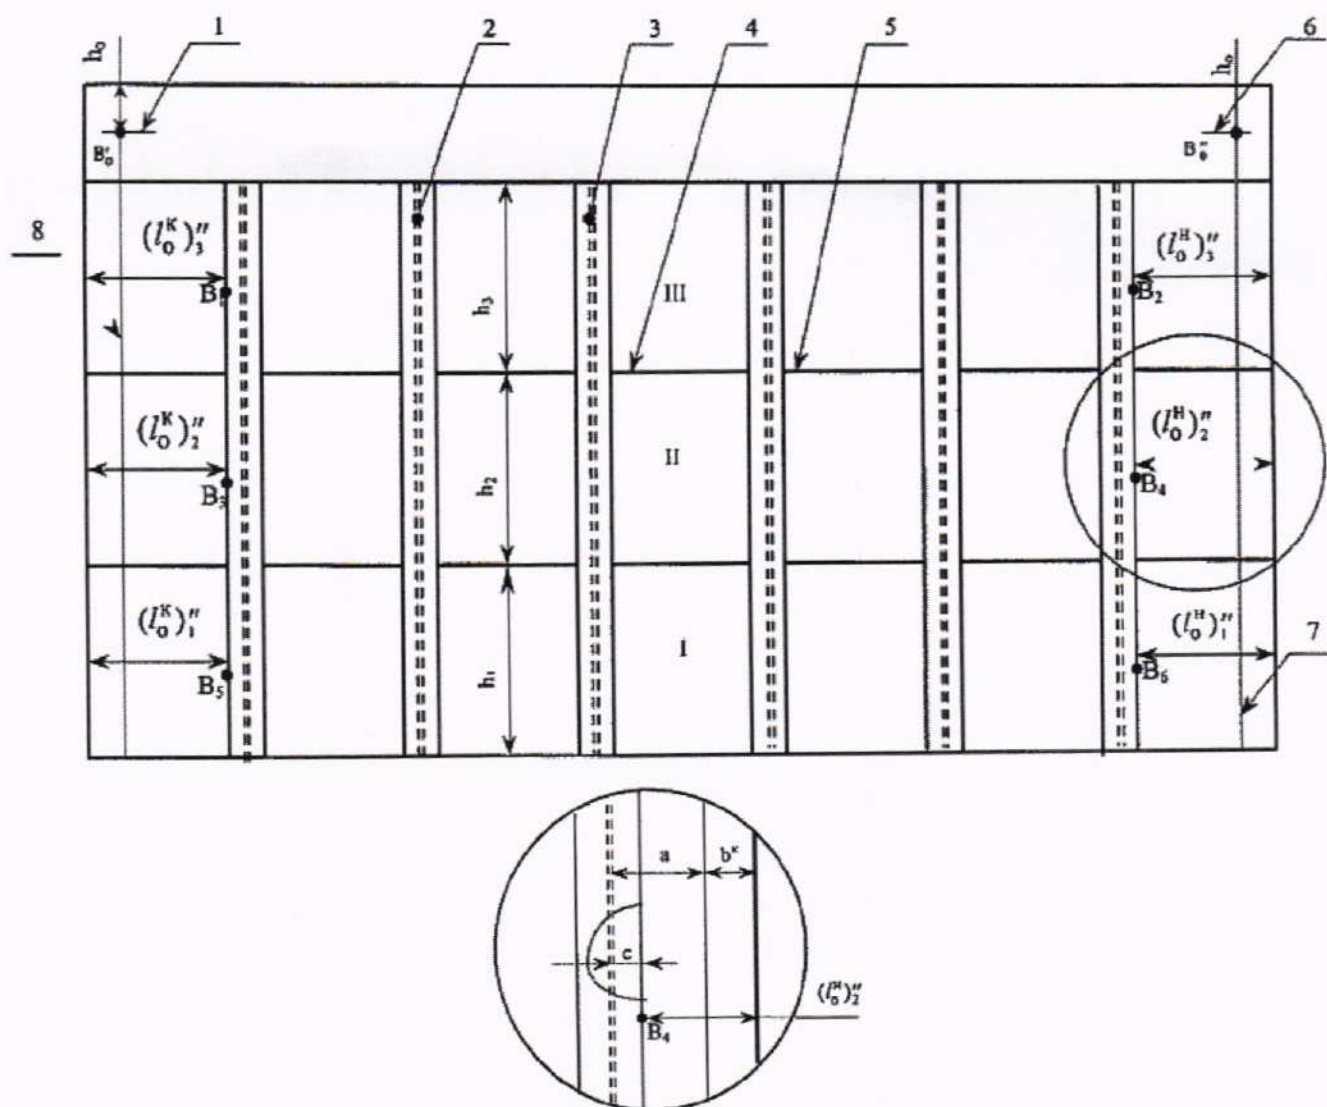 h₀ 1 2 3 4 5 6 h₀
B′₀ B″₀
8 (l₀ᴷ)₃″ h₃ III (l₀ᴴ)₃″
B B₂
(l₀ᴷ)₂″ h₂ II (l₀ᴴ)₂″
B₃ B₄
(l₀ᴷ)₁″ h₁ I (l₀ᴴ)₁″ 7
B₅ B₆
a bᴷ
c
(l₀ᴴ)₂″
B₄